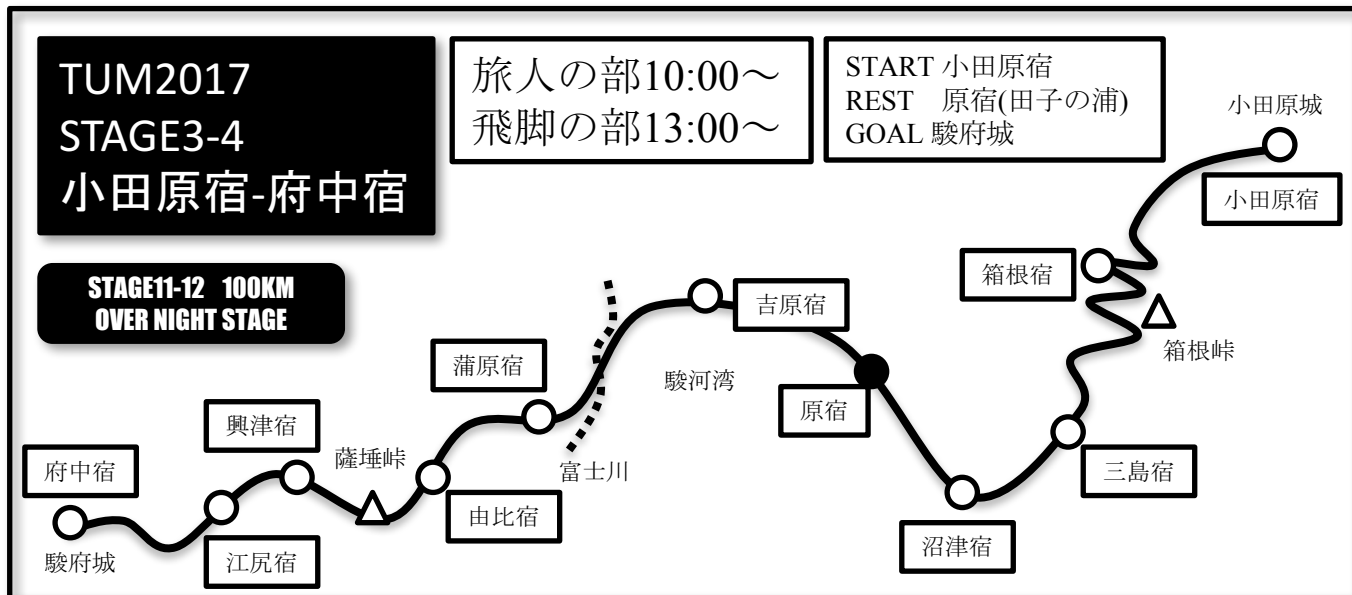 TUM2017
STAGE3-4
小田原宿-府中宿
旅人の部10:00〜
飛脚の部13:00〜
START 小田原宿
REST　原宿(田子の浦)
GOAL 駿府城
小田原城
小田原宿
箱根宿
箱根峠
STAGE11-12 100KM
OVER NIGHT STAGE
吉原宿
蒲原宿
駿河湾
原宿
興津宿
薩埵峠
富士川
三島宿
府中宿
由比宿
沼津宿
駿府城
江尻宿